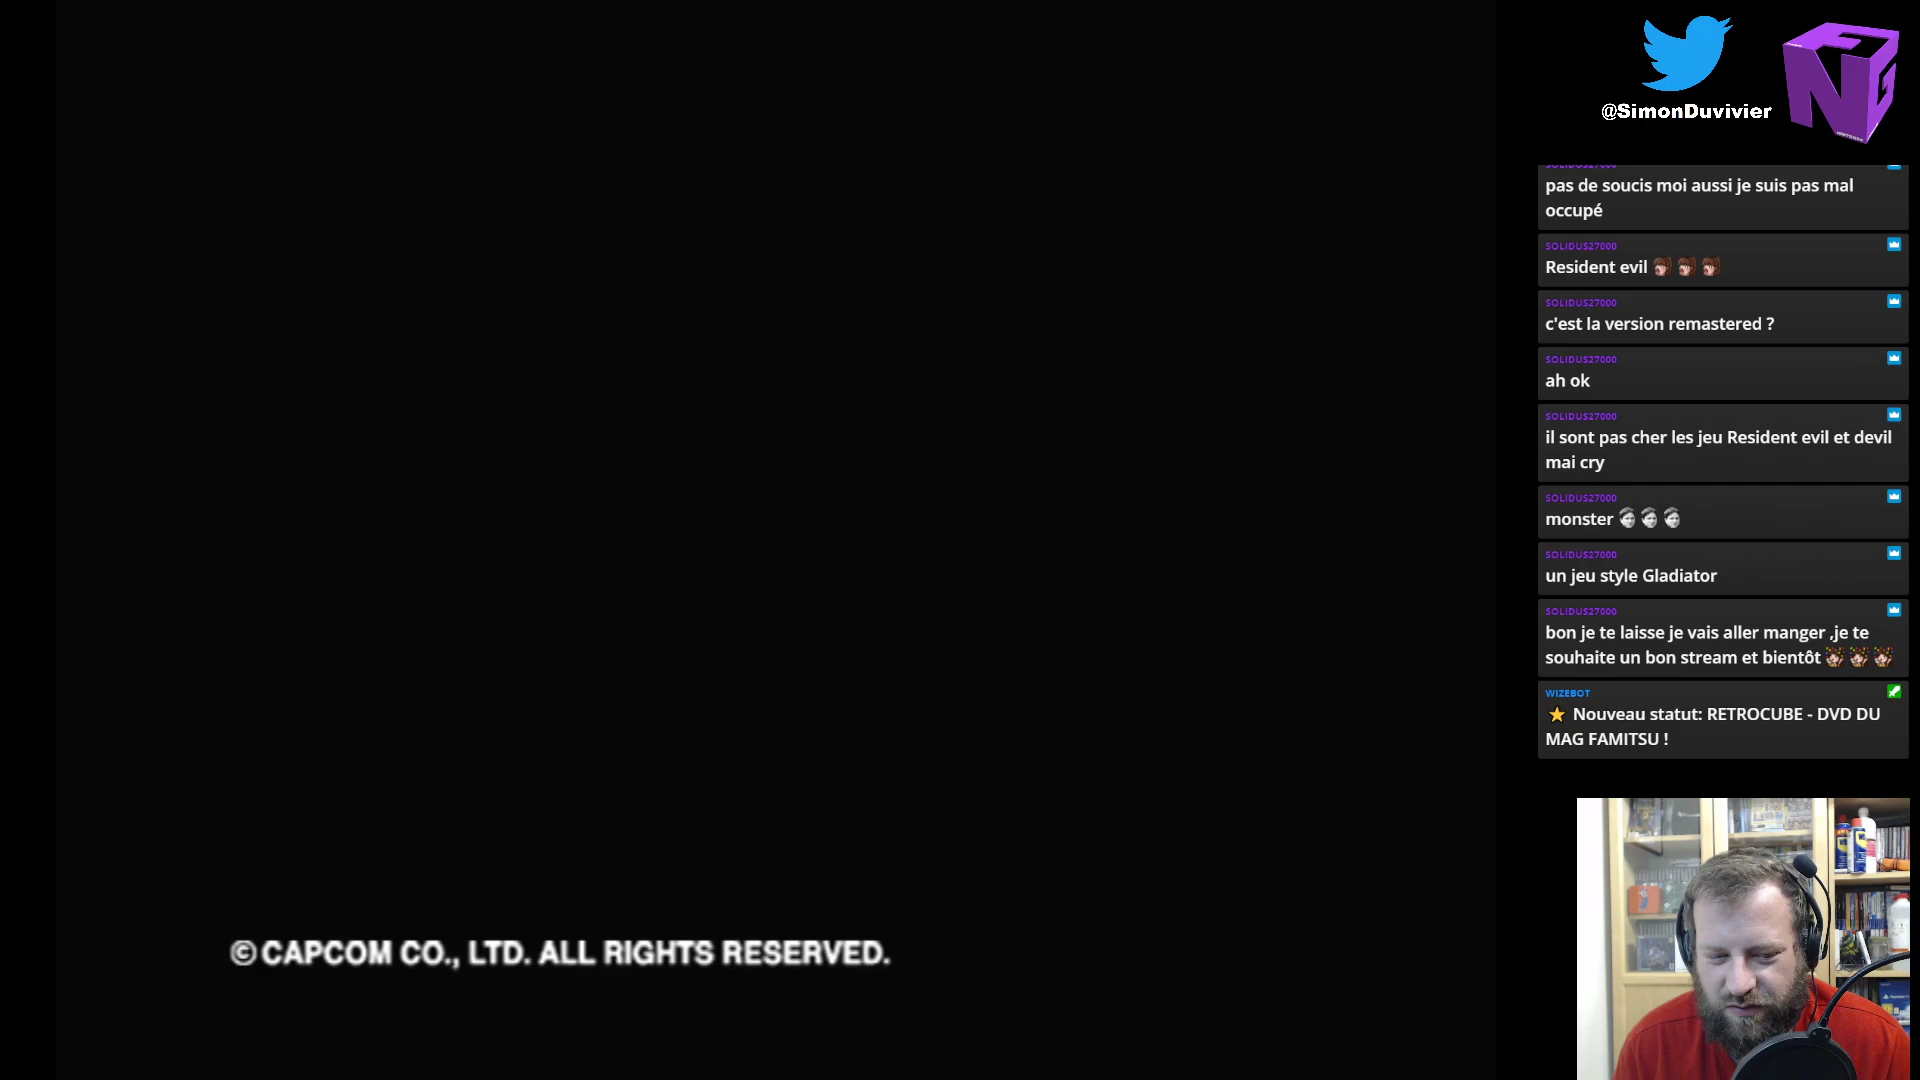 @SimonDuvivier
SOLIDUS27000
pas de soucis moi aussi je suis pas mal
occupé
SOLIDUS27000
Resident evil
SOLIDUS27000
c'est la version remastered ?
SOLIDUS27000
ah ok
SOLIDUS27000
il sont pas cher les jeu Resident evil et devil
mai cry
SOLIDUS27000
monster
SOLIDUS27000
un jeu style Gladiator
SOLIDUS27000
bon je te laisse je vais aller manger ,je te
souhaite un bon stream et bientôt
WIZEBOT
Nouveau statut: RETROCUBE - DVD DU
MAG FAMITSU !
© CAPCOM CO., LTD. ALL RIGHTS RESERVED.